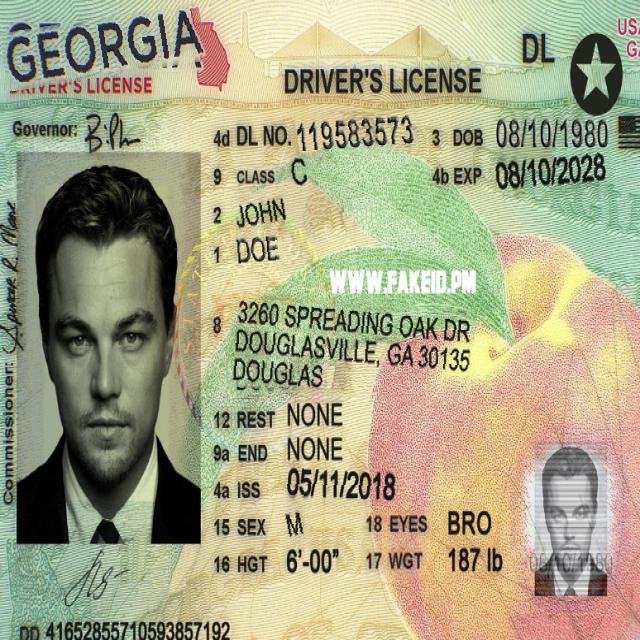 GEORGIA
DRIVER'S LICENSE
DRIVER'S LICENSE
DL
USA
GA
Governor:
4d DL NO. 119583573 3 DOB 08/10/1980
9 CLASS C 4b EXP 08/10/2028
2 JOHN
1 DOE
WWW.FAKEID.PM
8 3260 SPREADING OAK DR
DOUGLASVILLE, GA 30135
DOUGLAS
12 REST NONE
9a END NONE
4a ISS 05/11/2018
15 SEX M 18 EYES BRO
16 HGT 6'-00" 17 WGT 187 lb
Commissioner:
08/10/1980
DD 41652855710593857192